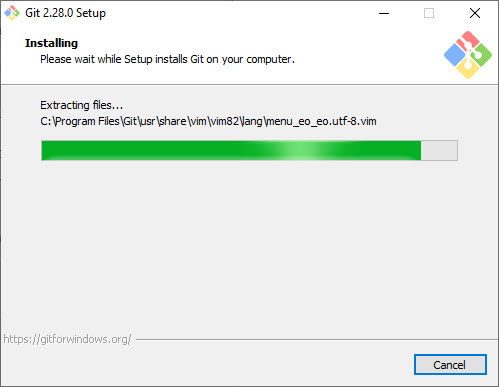 Git 2.28.0 Setup
Installing
Please wait while Setup installs Git on your computer.
Extracting files...
C:\Program Files\Git\usr\share\vim\vim82\lang\menu_eo_eo.utf-8.vim
https://gitforwindows.org/
Cancel